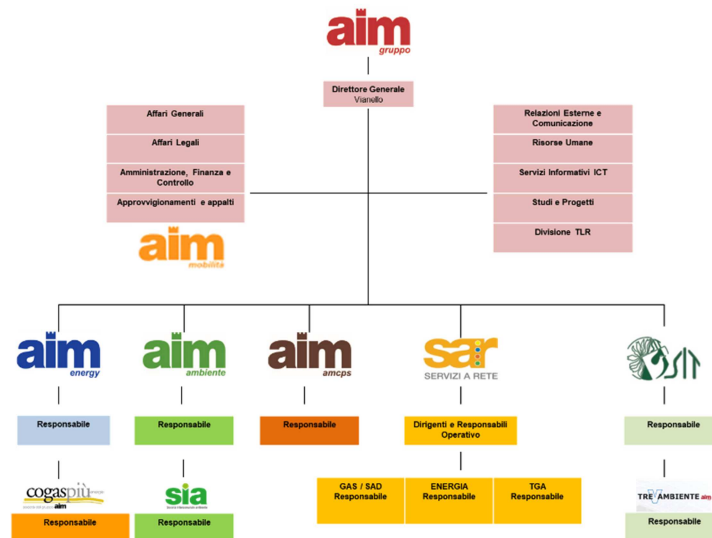 aim
gruppo
Direttore Generale
Vianello
Affari Generali
Affari Legali
Amministrazione, Finanza e
Controllo
Approvvigionamenti e appalti
aim
mobilità
Relazioni Esterne e
Comunicazione
Risorse Umane
Servizi Informativi ICT
Studi e Progetti
Divisione TLR
aim
energy
aim
ambiente
aim
amcps
sar
SERVIZI A RETE
SIT
Responsabile
Responsabile
Responsabile
Dirigenti e Responsabili
Operativo
Responsabile
cogaspiù
aim
Responsabile
sia
Responsabile
GAS / SAD
Responsabile
ENERGIA
Responsabile
TGA
Responsabile
TRE V AMBIENTE aim
Responsabile